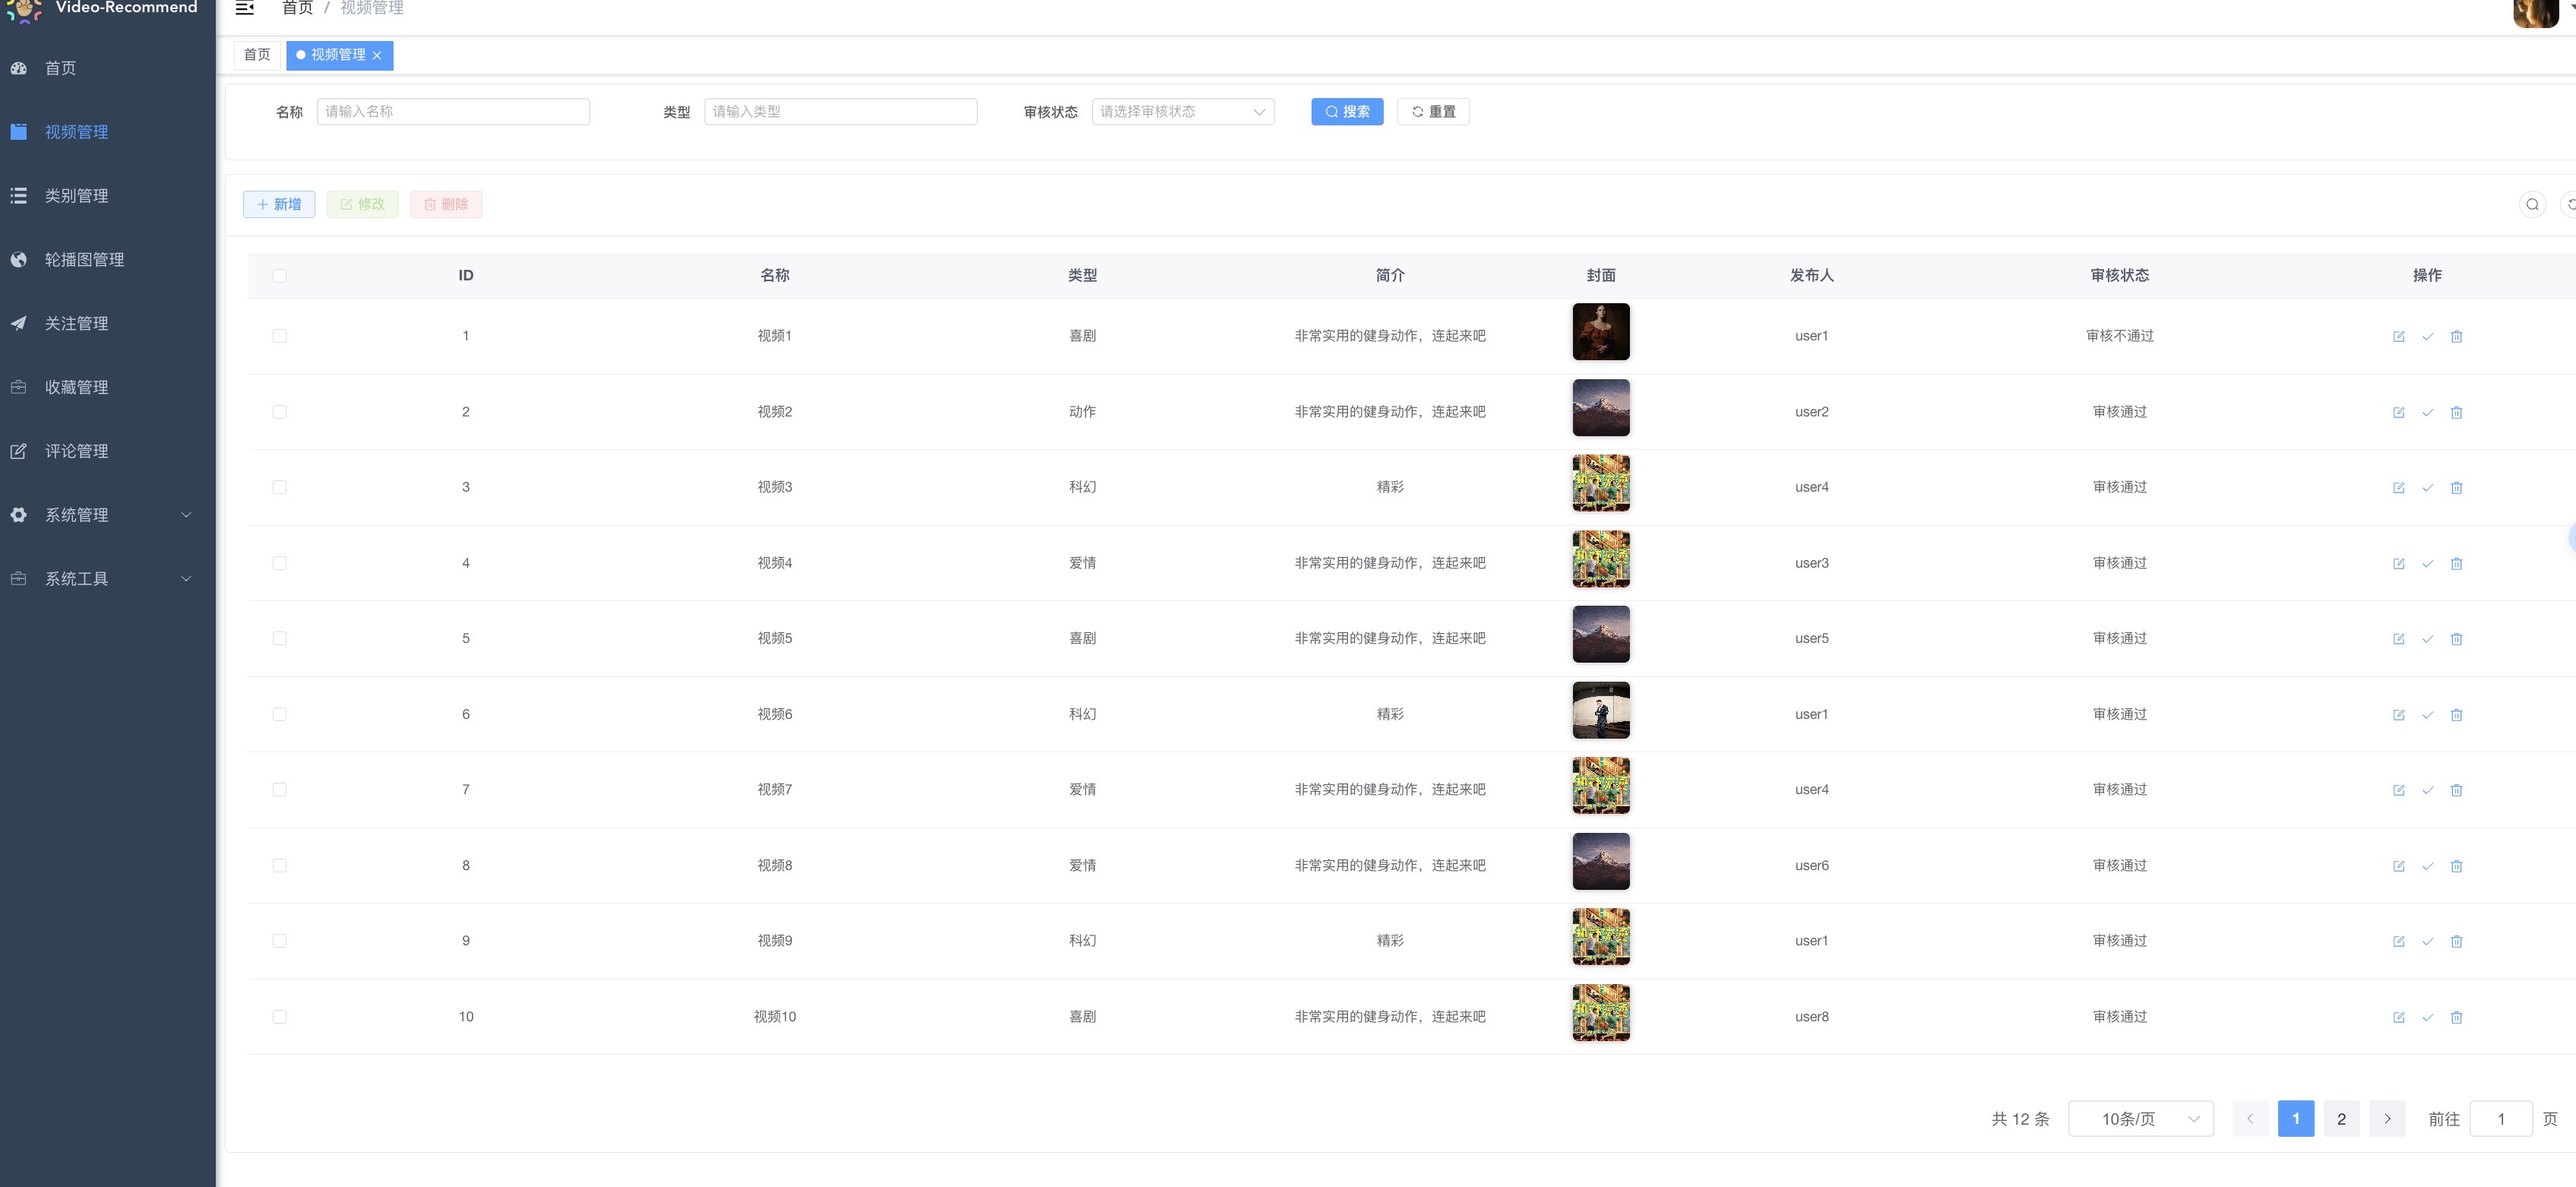 Video-Recommend
首页 / 视频管理
首页
视频管理
类别管理
轮播图管理
关注管理
收藏管理
评论管理
系统管理
系统工具
首页 视频管理
名称 请输入名称 类型 请输入类型 审核状态 请选择审核状态 搜索 重置
新增 修改 删除
ID 名称 类型 简介 封面 发布人 审核状态 操作
1 视频1 喜剧 非常实用的健身动作，连起来吧 user1 审核不通过
2 视频2 动作 非常实用的健身动作，连起来吧 user2 审核通过
3 视频3 科幻 精彩 user4 审核通过
4 视频4 爱情 非常实用的健身动作，连起来吧 user3 审核通过
5 视频5 喜剧 非常实用的健身动作，连起来吧 user5 审核通过
6 视频6 科幻 精彩 user1 审核通过
7 视频7 爱情 非常实用的健身动作，连起来吧 user4 审核通过
8 视频8 爱情 非常实用的健身动作，连起来吧 user6 审核通过
9 视频9 科幻 精彩 user1 审核通过
10 视频10 喜剧 非常实用的健身动作，连起来吧 user8 审核通过
共 12 条 10条/页 1 2 前往 1 页